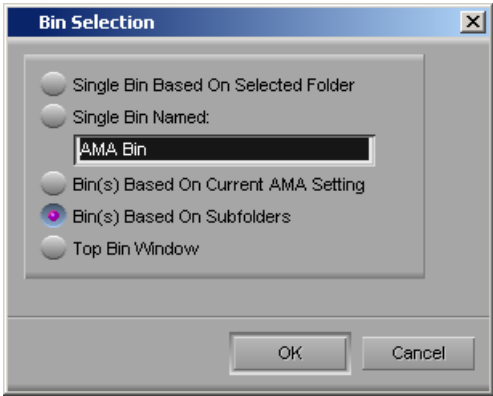 Bin Selection
Single Bin Based On Selected Folder
Single Bin Named:
AMA Bin
Bin(s) Based On Current AMA Setting
Bin(s) Based On Subfolders
Top Bin Window
OK Cancel